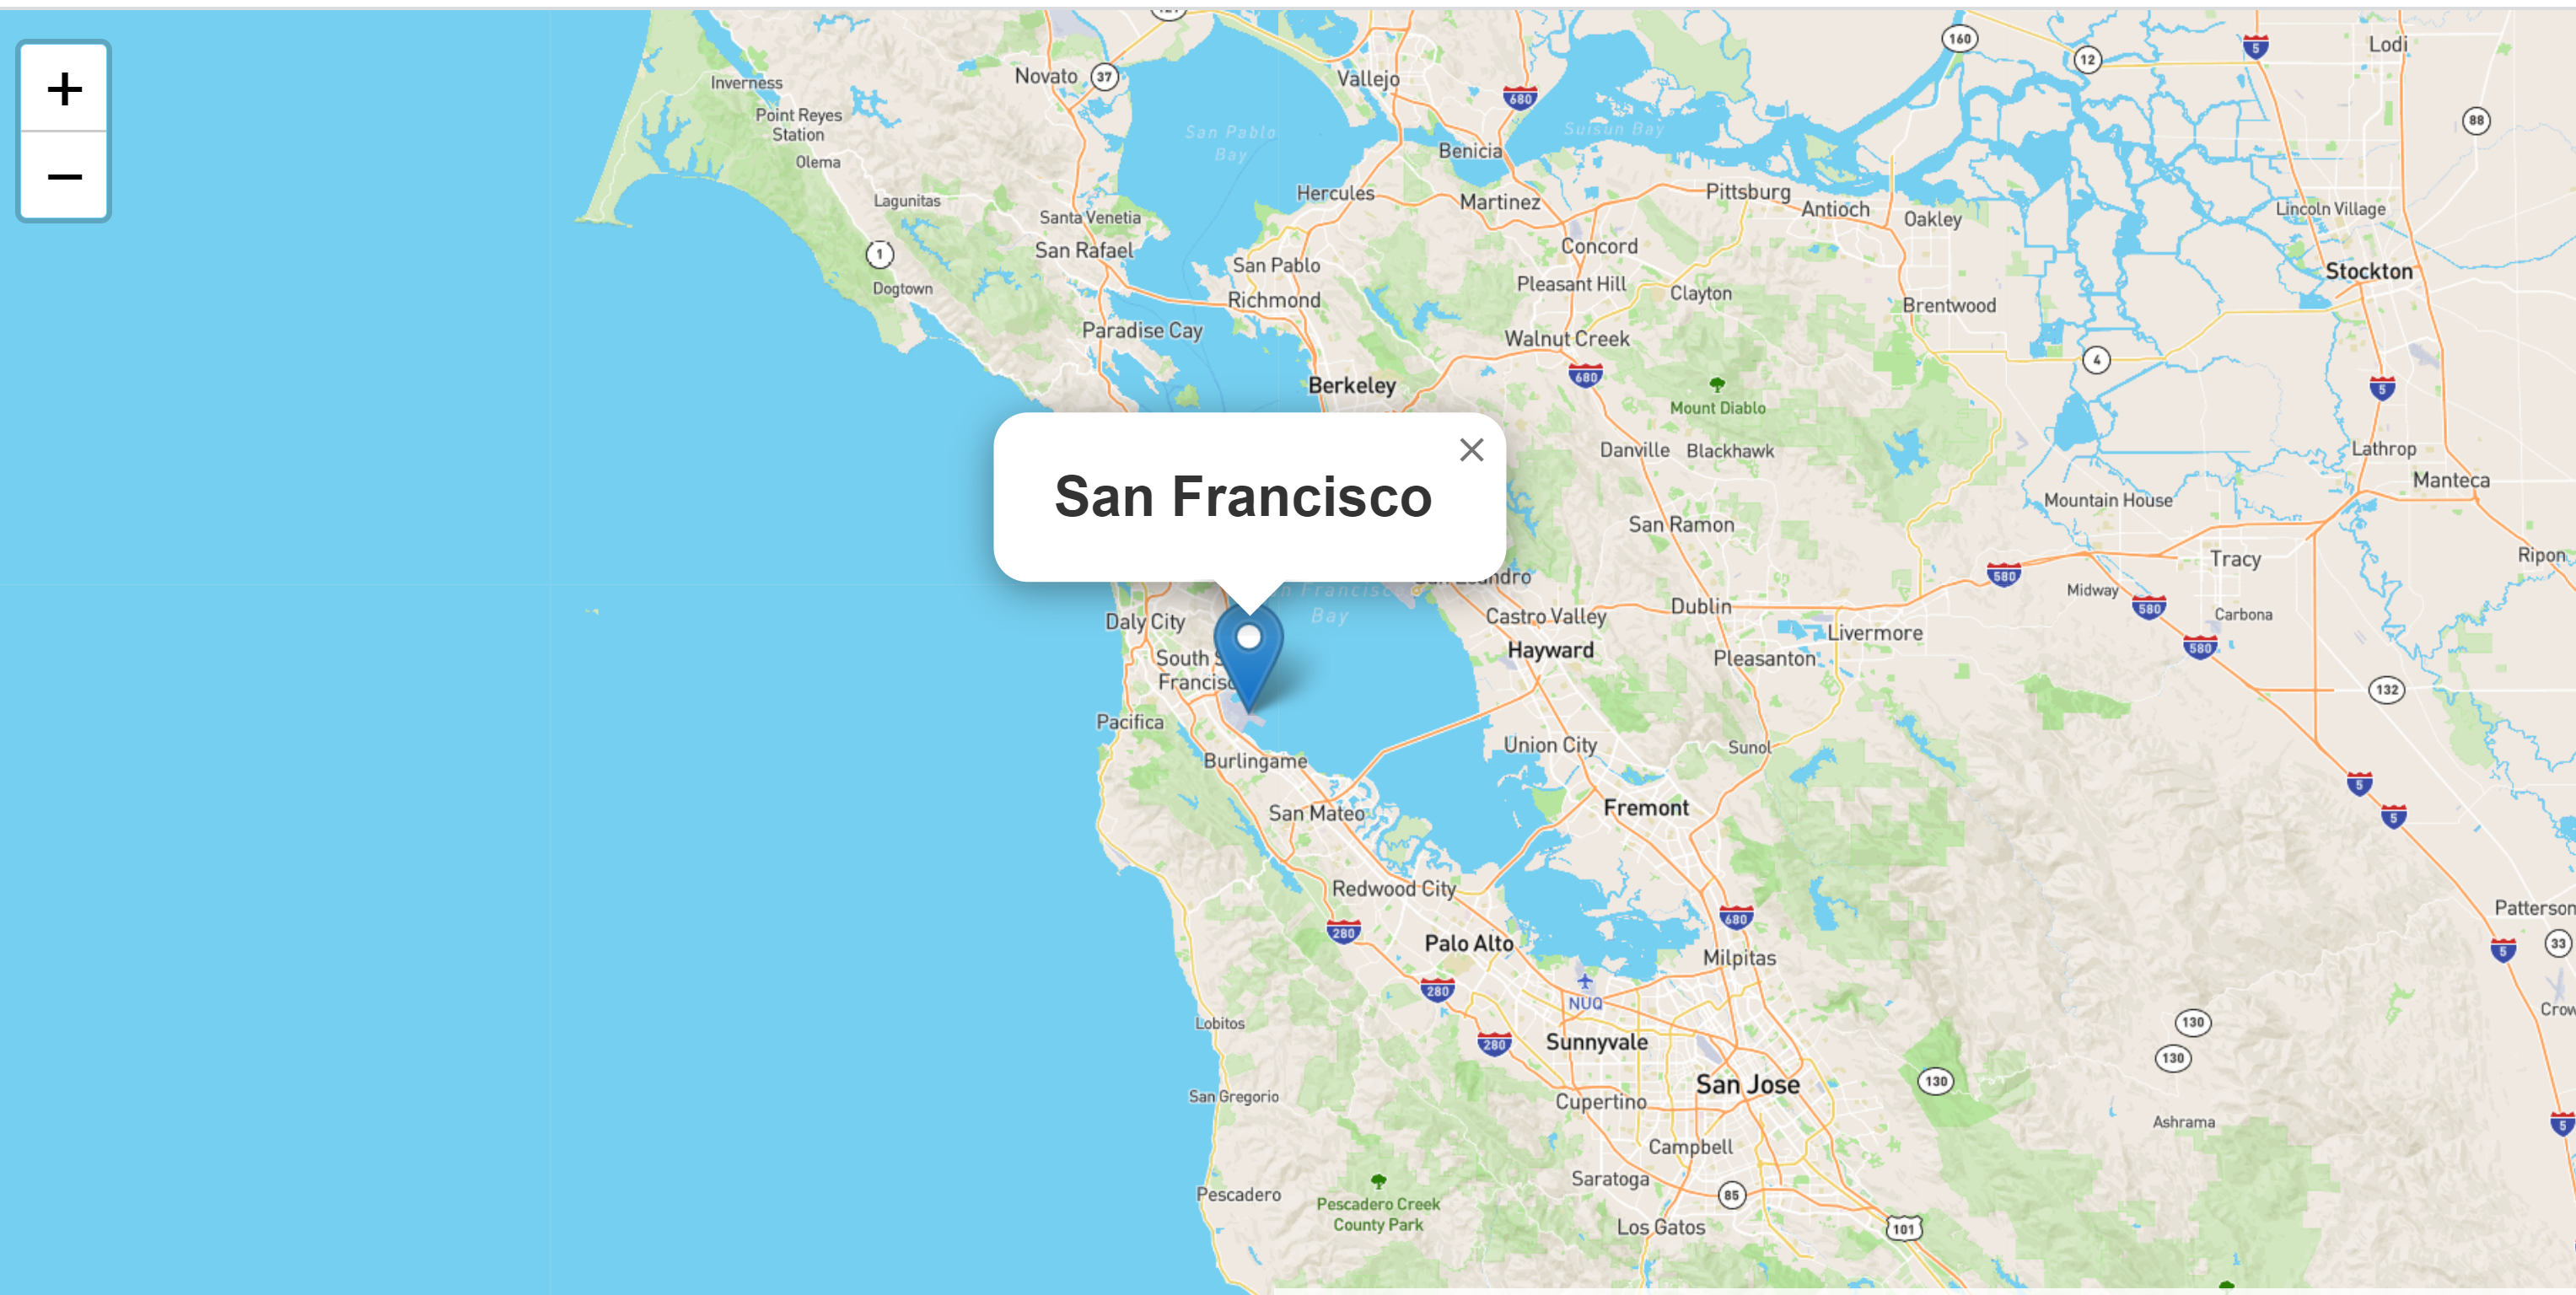 +
−
121
160
5
Lodi
12
Inverness
Novato
37
Vallejo
680
88
Point Reyes
Station
San Pablo
Bay
Suisun Bay
Benicia
Olema
Lagunitas
Santa Venetia
San Rafael
Hercules
Martinez
Pittsburg
Antioch
Oakley
Lincoln Village
1
Dogtown
San Pablo
Richmond
Concord
Pleasant Hill
Clayton
Brentwood
Stockton
Paradise Cay
Walnut Creek
4
680
5
Berkeley
Mount Diablo
Danville
Blackhawk
Lathrop
Manteca
San Francisco
×
Mountain House
San Ramon
Tracy
Ripon
580
Midway
580
Carbona
580
Francisco
Bay
Daly City
Castro Valley
Dublin
Livermore
Hayward
Pleasanton
South S
Francisc
132
Pacifica
Union City
Sunol
Burlingame
5
5
San Mateo
Fremont
Redwood City
280
680
Patterson
33
5
Palo Alto
Milpitas
280
NUQ
Crow
Lobitos
280
Sunnyvale
130
130
130
San Jose
San Gregorio
Cupertino
Ashrama
5
Campbell
Saratoga
85
Pescadero
Pescadero Creek
County Park
Los Gatos
101